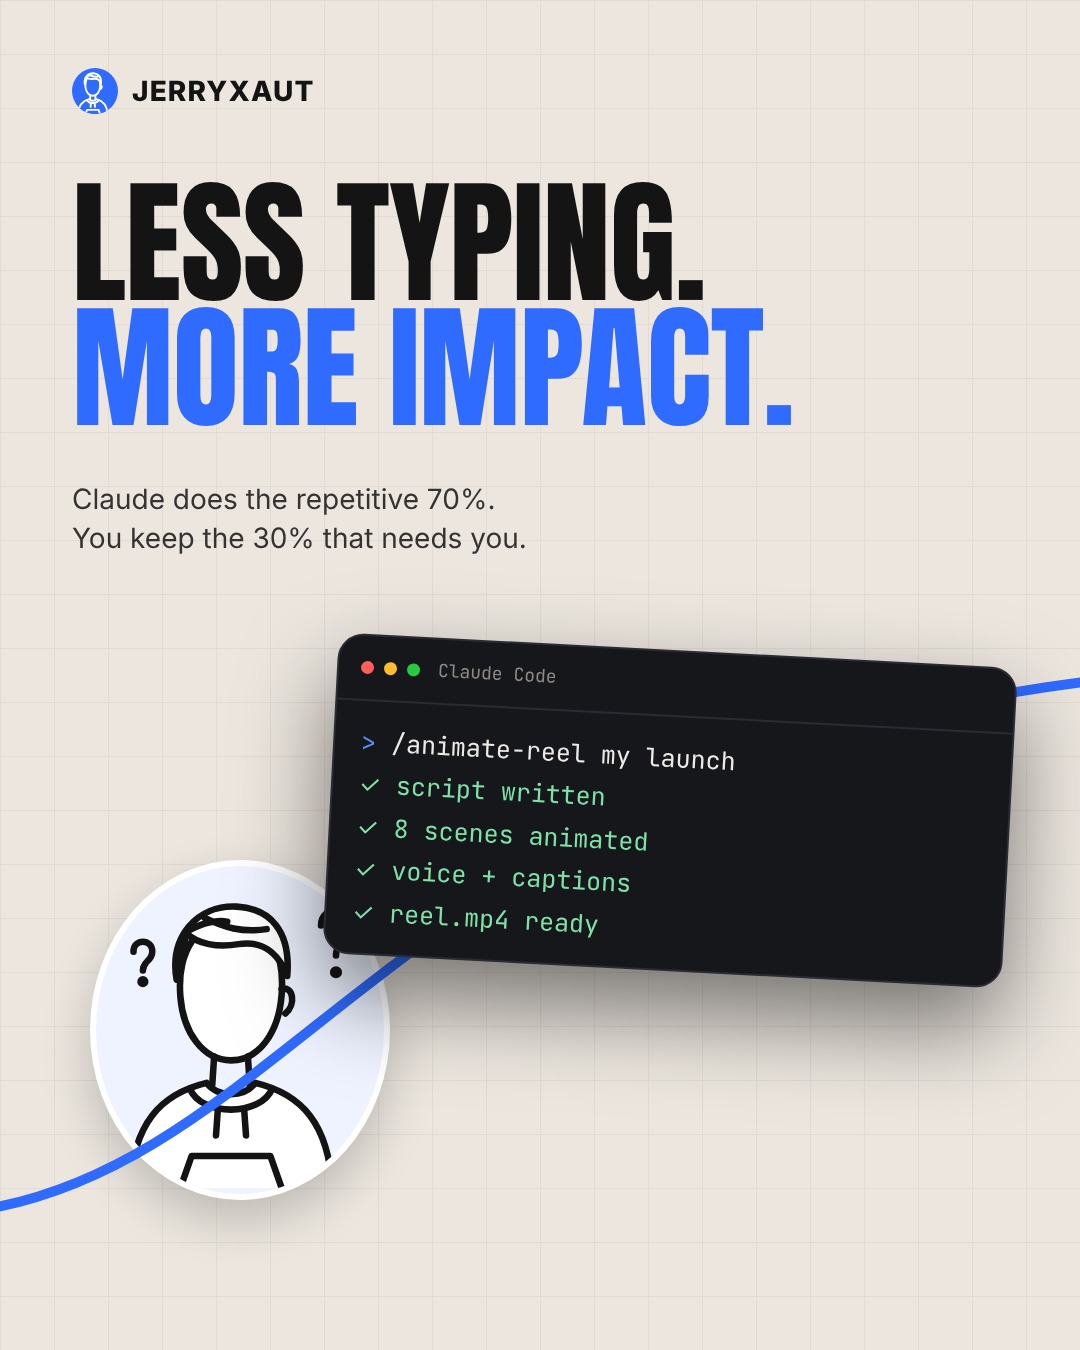 JERRYXAUT
LESS TYPING.
MORE IMPACT.
Claude does the repetitive 70%.
You keep the 30% that needs you.
Claude Code
> /animate-reel my launch
✓ script written
✓ 8 scenes animated
✓ voice + captions
✓ reel.mp4 ready
? ?